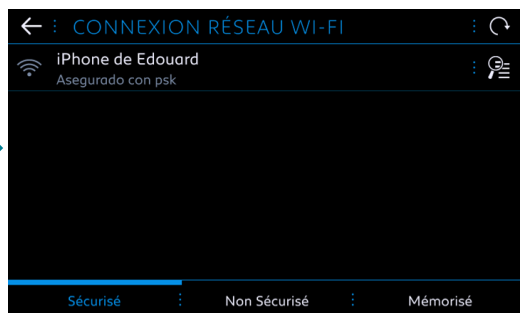 CONNEXION RÉSEAU WI-FI
iPhone de Edouard
Asegurado con psk
Sécurisé
Non Sécurisé
Mémorisé